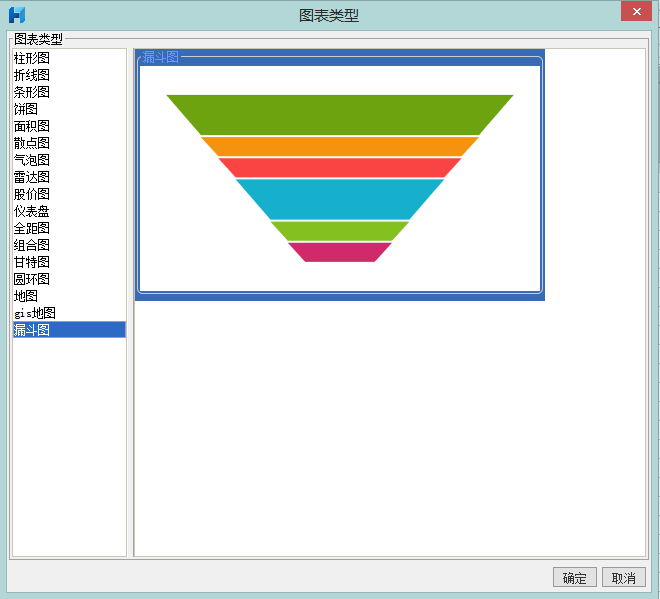 图表类型
图表类型
柱形图
折线图
条形图
饼图
面积图
散点图
气泡图
雷达图
股价图
仪表盘
全距图
组合图
甘特图
圆环图
地图
gis地图
漏斗图
漏斗图
确定
取消